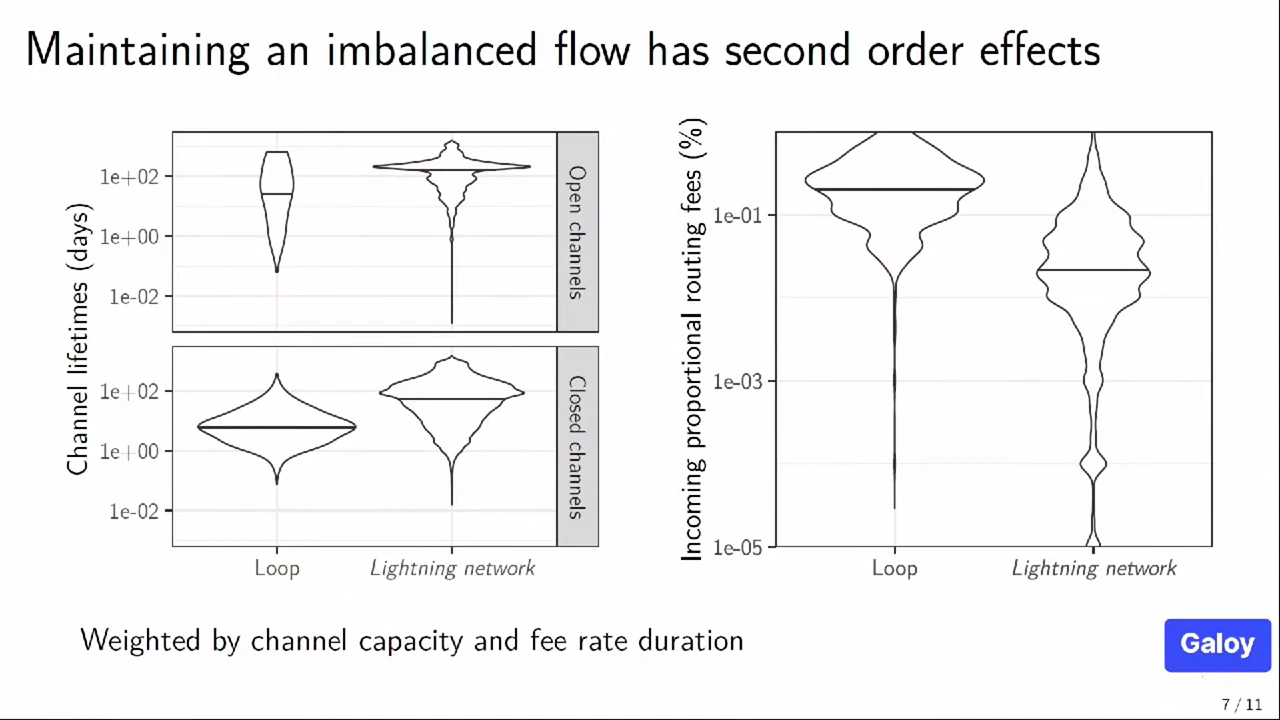 Maintaining an imbalanced flow has second order effects
Channel lifetimes (days)
1e+02
1e+00
1e-02
Open channels
1e+02
1e+00
1e-02
Closed channels
Loop
Lightning network
Incoming proportional routing fees (%)
1e-01
1e-03
1e-05
Loop
Lightning network
Weighted by channel capacity and fee rate duration
Galoy
7 / 11